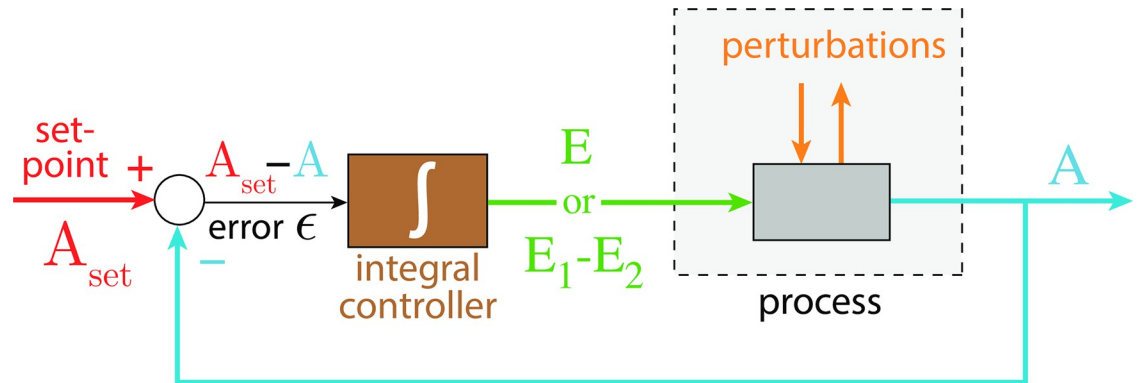 perturbations
set-
point
+
A_set - A
E
or
E_1-E_2
A
A_set
error ϵ
−
∫
integral
controller
process